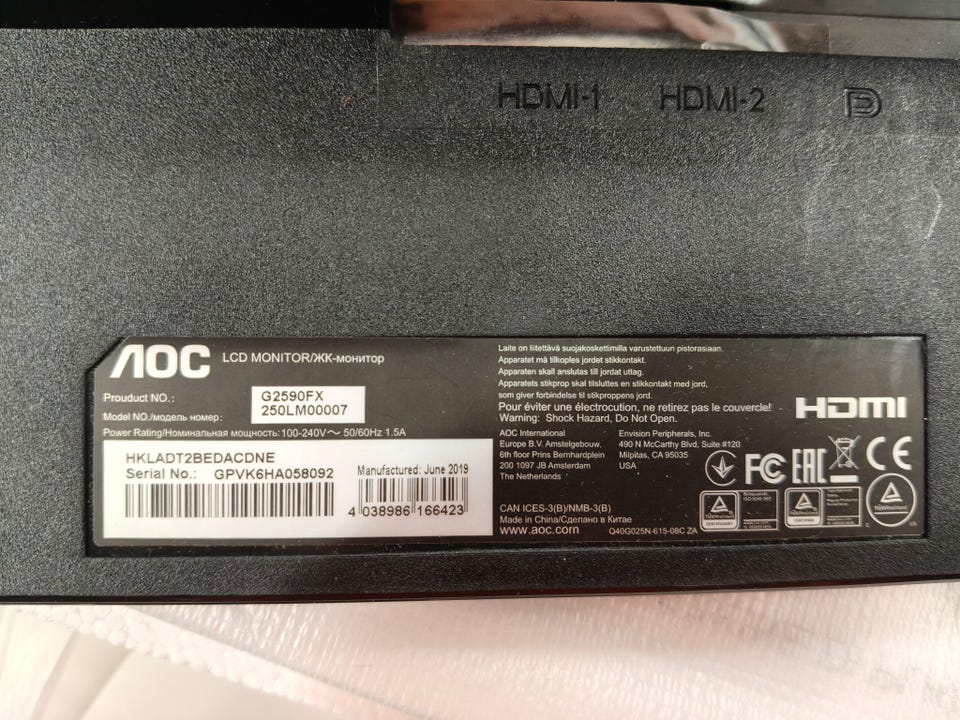 HDMI-1 HDMI-2
AOC LCD MONITOR/ЖК-монитор
Prouduct NO.: G2590FX
Model NO./модель номер: 250LM00007
Power Rating/Номинальная мощность: 100-240V～ 50/60Hz 1.5A
HKLADT2BEDACDNE
Serial No.: GPVK6HA058092
Manufactured: June 2019
4 038986 166423
Laite on liitettävä suojakoskettimilla varustettuun pistorasiaan.
Apparatet må tilkoples jordet stikkontakt.
Apparaten skall anslutas till jordat uttag.
Apparatets stikprop skal tilsluttes en stikkontakt med jord,
som giver forbindelse til stikproppens jord.
Pour éviter une électrocution, ne retirez pas le couvercle!
Warning: Shock Hazard, Do Not Open.
HDMI
AOC International
Europe B.V. Amstelgebouw,
6th floor Prins Bernhardplein
200 1097 JB Amsterdam
The Netherlands
Envision Peripherals, Inc.
490 N McCarthy Blvd, Suite #120
Milpitas, CA 95035
USA
FC EAC CE
CAN ICES-3(B)/NMB-3(B)
Made in China/Сделано в Китае
www.aoc.com
Q40G025N-615-08C ZA